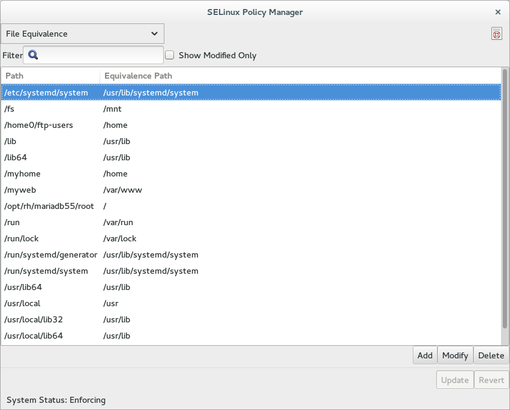 SELinux Policy Manager
File Equivalence
Filter
Show Modified Only
Path Equivalence Path
/etc/systemd/system /usr/lib/systemd/system
/fs /mnt
/home0/ftp-users /home
/lib /usr/lib
/lib64 /usr/lib
/myhome /home
/myweb /var/www
/opt/rh/mariadb55/root /
/run /var/run
/run/lock /var/lock
/run/systemd/generator /usr/lib/systemd/system
/run/systemd/system /usr/lib/systemd/system
/usr/lib64 /usr/lib
/usr/local /usr
/usr/local/lib32 /usr/lib
/usr/local/lib64 /usr/lib
Add Modify Delete
Update Revert
System Status: Enforcing